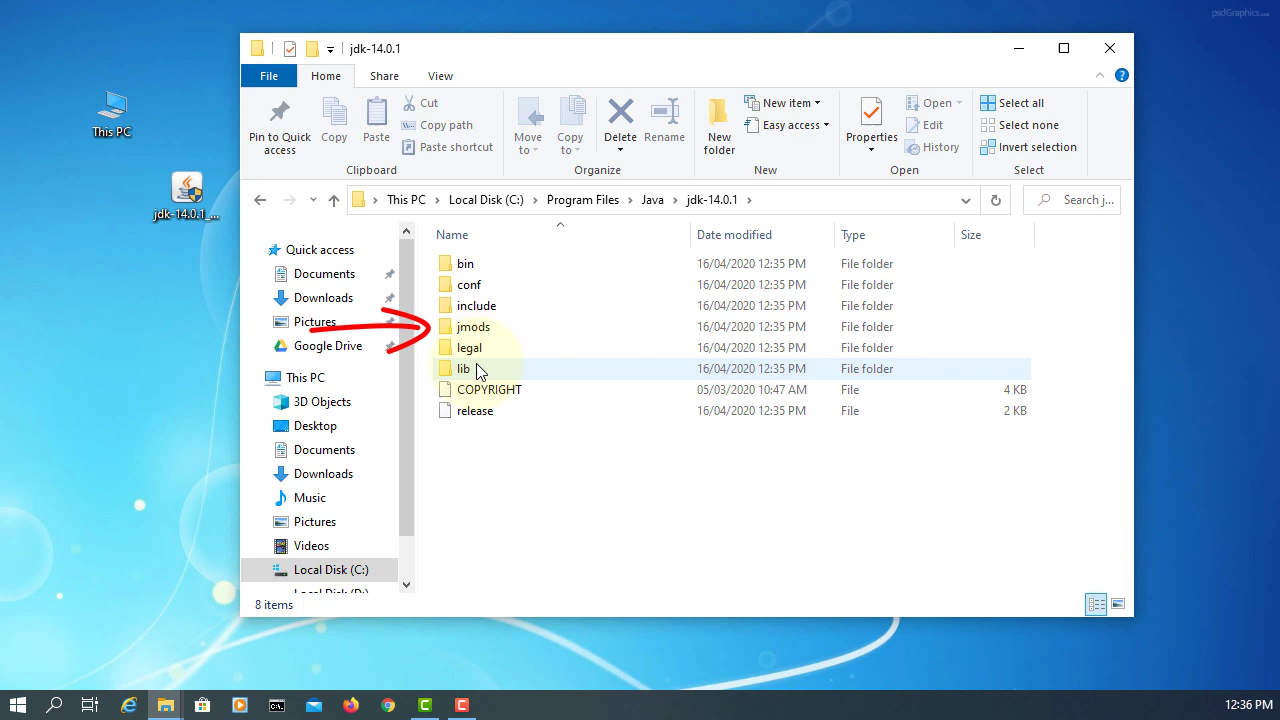 psdGraphics.com
jdk-14.0.1
File Home Share View
Pin to Quick access
Copy
Paste
Cut
Copy path
Paste shortcut
Clipboard
Move to
Copy to
Delete
Rename
Organize
New folder
New item
Easy access
New
Properties
Open
Edit
History
Open
Select all
Select none
Invert selection
Select
This PC > Local Disk (C:) > Program Files > Java > jdk-14.0.1 >
Search j...
This PC
jdk-14.0.1_...
Quick access
Documents
Downloads
Pictures
Google Drive
This PC
3D Objects
Desktop
Documents
Downloads
Music
Pictures
Videos
Local Disk (C:)
Local Disk (D:)
Name Date modified Type Size
bin 16/04/2020 12:35 PM File folder
conf 16/04/2020 12:35 PM File folder
include 16/04/2020 12:35 PM File folder
jmods 16/04/2020 12:35 PM File folder
legal 16/04/2020 12:35 PM File folder
lib 16/04/2020 12:35 PM File folder
COPYRIGHT 05/03/2020 10:47 AM File 4 KB
release 16/04/2020 12:35 PM File 2 KB
8 items
12:36 PM